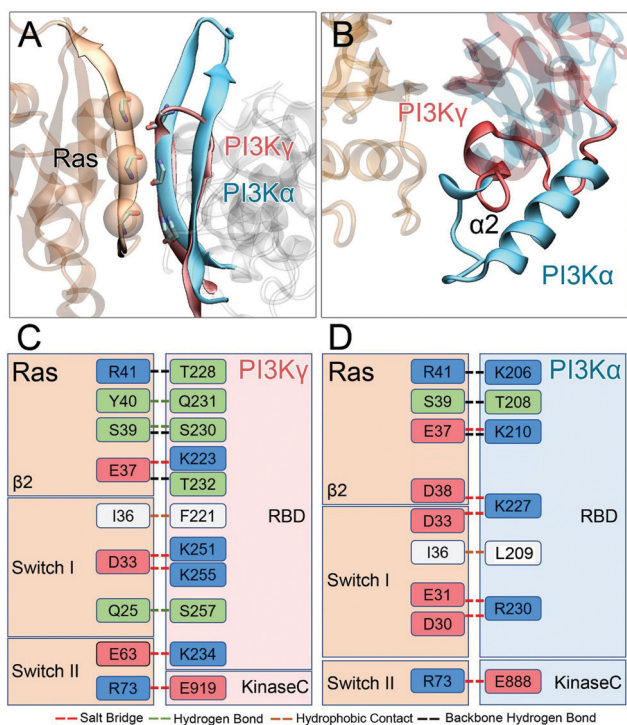 A
Ras
PI3Kγ
PI3Kα
B
PI3Kγ
α2
PI3Kα
C
Ras
PI3Kγ
R41
T228
Y40
Q231
S39
S230
E37
K223
T232
β2
I36
F221
RBD
D33
K251
K255
Switch I
Q25
S257
E63
K234
Switch II
R73
E919
KinaseC
D
Ras
PI3Kα
R41
K206
S39
T208
E37
K210
β2
D38
K227
D33
RBD
I36
L209
Switch I
E31
R230
D30
Switch II
R73
E888
KinaseC
Salt Bridge Hydrogen Bond Hydrophobic Contact Backbone Hydrogen Bond